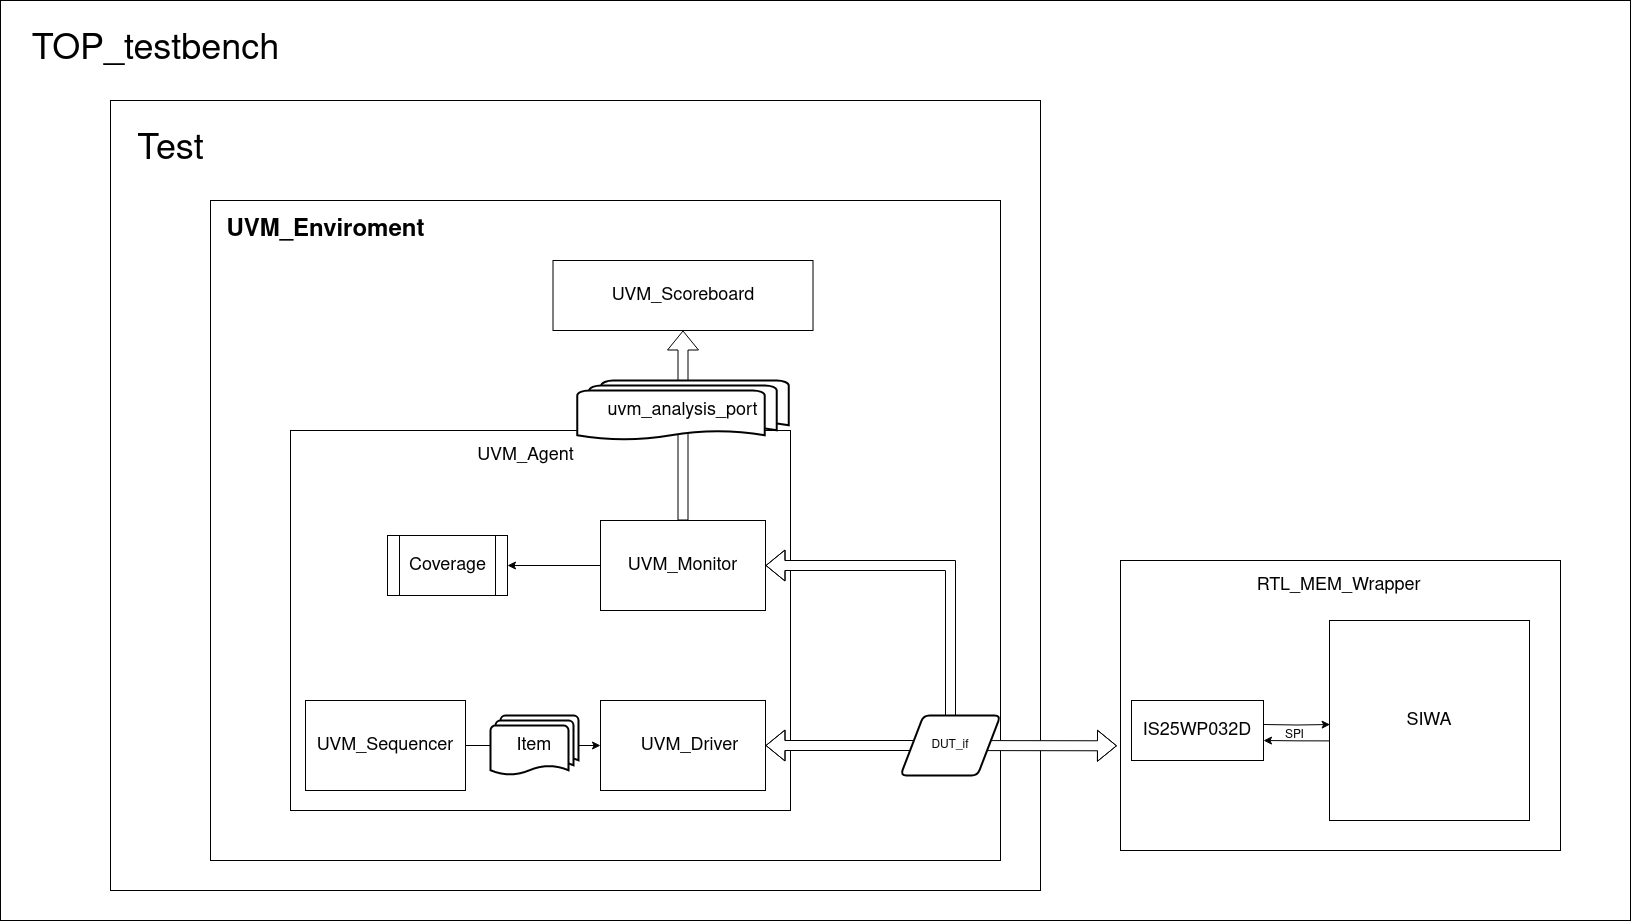 TOP_testbench
Test
UVM_Enviroment
UVM_Scoreboard
uvm_analysis_port
UVM_Agent
Coverage
UVM_Monitor
RTL_MEM_Wrapper
UVM_Sequencer
Item
UVM_Driver
DUT_if
IS25WP032D
SPI
SIWA